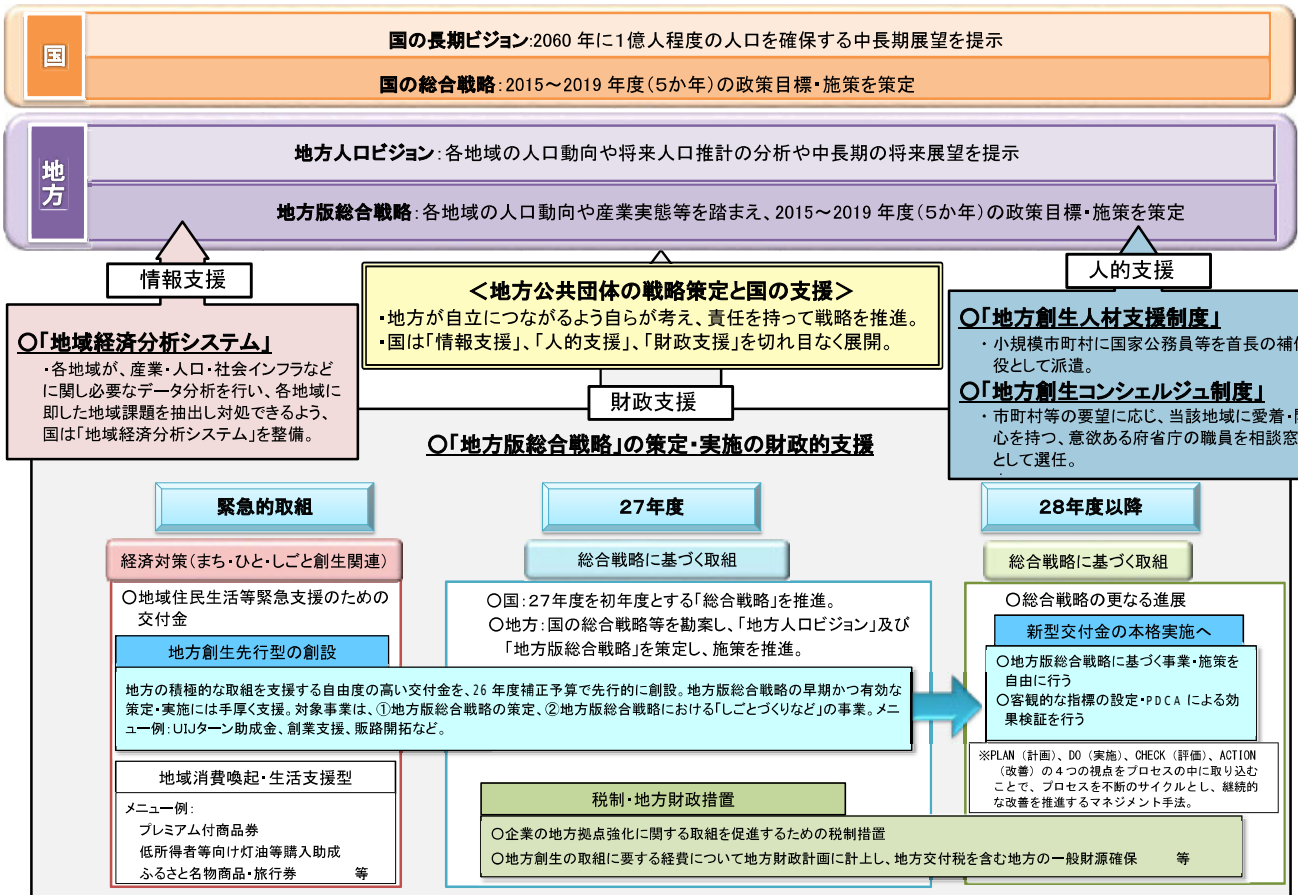 国
国の長期ビジョン:2060 年に1億人程度の人口を確保する中長期展望を提示
国の総合戦略:2015～2019 年度(5か年)の政策目標・施策を策定
地方
地方人口ビジョン:各地域の人口動向や将来人口推計の分析や中長期の将来展望を提示
地方版総合戦略:各地域の人口動向や産業実態等を踏まえ、2015～2019 年度(5か年)の政策目標・施策を策定
情報支援
○「地域経済分析システム」
・各地域が、産業・人口・社会インフラなど
に関し必要なデータ分析を行い、各地域に
即した地域課題を抽出し対処できるよう、
国は「地域経済分析システム」を整備。
＜地方公共団体の戦略策定と国の支援＞
・地方が自立につながるよう自らが考え、責任を持って戦略を推進。
・国は「情報支援」、「人的支援」、「財政支援」を切れ目なく展開。
人的支援
○「地方創生人材支援制度」
・小規模市町村に国家公務員等を首長の補
役として派遣。
○「地方創生コンシェルジュ制度」
・市町村等の要望に応じ、当該地域に愛着・
心を持つ、意欲ある府省庁の職員を相談窓
として選任。
財政支援
○「地方版総合戦略」の策定・実施の財政的支援
緊急的取組
経済対策(まち・ひと・しごと創生関連)
○地域住民生活等緊急支援のための
交付金
地方創生先行型の創設
地方の積極的な取組を支援する自由度の高い交付金を、26 年度補正予算で先行的に創設。地方版総合戦略の早期かつ有効な
策定・実施には手厚く支援。対象事業は、①地方版総合戦略の策定、②地方版総合戦略における「しごとづくりなど」の事業。メニ
ュー例:UIJターン助成金、創業支援、販路開拓など。
地域消費喚起・生活支援型
メニュー例:
プレミアム付商品券
低所得者等向け灯油等購入助成
ふるさと名物商品・旅行券 等
27年度
総合戦略に基づく取組
○国:27年度を初年度とする「総合戦略」を推進。
○地方:国の総合戦略等を勘案し、「地方人口ビジョン」及び
「地方版総合戦略」を策定し、施策を推進。
28年度以降
総合戦略に基づく取組
○総合戦略の更なる進展
新型交付金の本格実施へ
○地方版総合戦略に基づく事業・施策を
自由に行う
○客観的な指標の設定・PDCA による効
果検証を行う
※PLAN (計画)、DO (実施)、CHECK (評価)、ACTION
(改善) の４つの視点をプロセスの中に取り込む
ことで、プロセスを不断のサイクルとし、継続的
な改善を推進するマネジメント手法。
税制・地方財政措置
○企業の地方拠点強化に関する取組を促進するための税制措置
○地方創生の取組に要する経費について地方財政計画に計上し、地方交付税を含む地方の一般財源確保 等